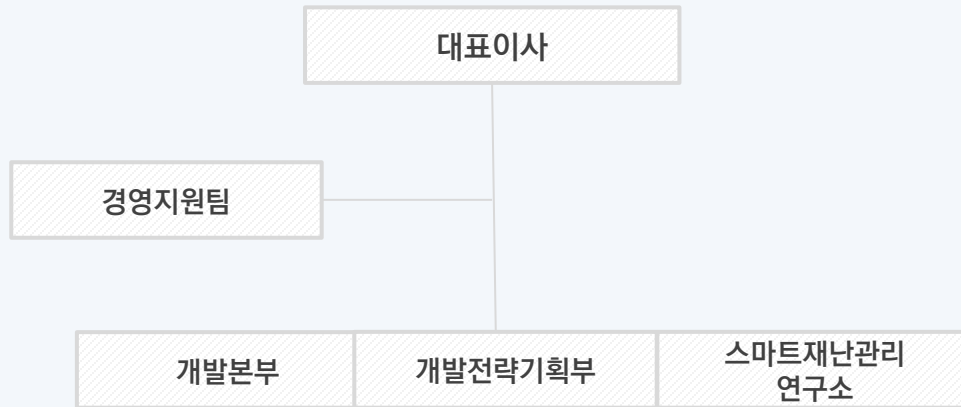 대표이사
경영지원팀
개발본부
개발전략기획부
스마트재난관리
연구소